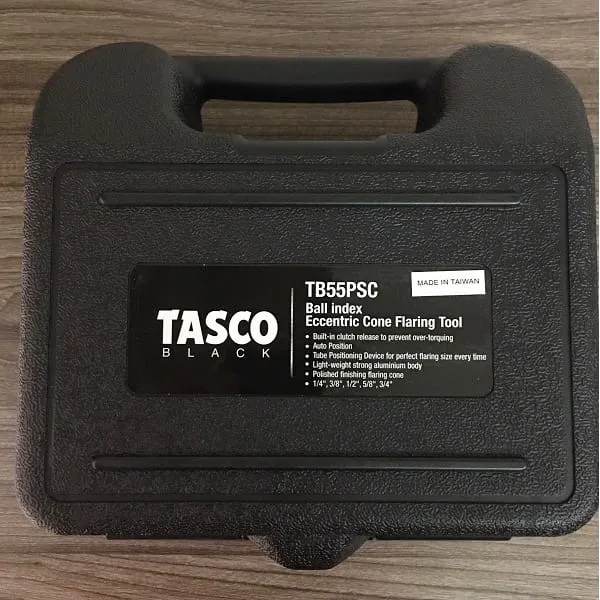 TASCO
BLACK
TB55PSC
MADE IN TAIWAN
Ball index
Eccentric Cone Flaring Tool
• Built-in clutch release to prevent over-torquing
• Auto Position
• Tube Positioning Device for perfect flaring size every time
• Light-weight strong aluminium body
• Polished finishing flaring cone
• 1/4", 3/8", 1/2", 5/8", 3/4"